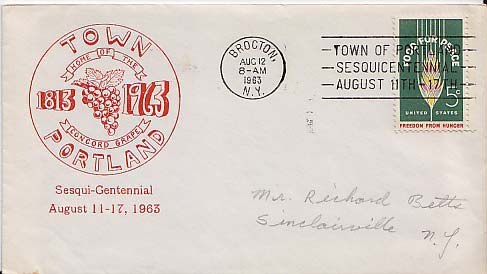 TOWN
HOME OF THE
1813 1963
CONCORD GRAPE
PORTLAND
Sesqui-Centennial
August 11-17, 1963
BROCTON,
AUG 12
8-AM
1963
N.Y.
TOWN OF PORTLAND
SESQUICENTENNIAL
AUGUST 11TH-17TH
FOOD FOR PEACE
5c
UNITED STATES
FREEDOM FROM HUNGER
Mr. Richard Betts
Sinclairville
N.Y.